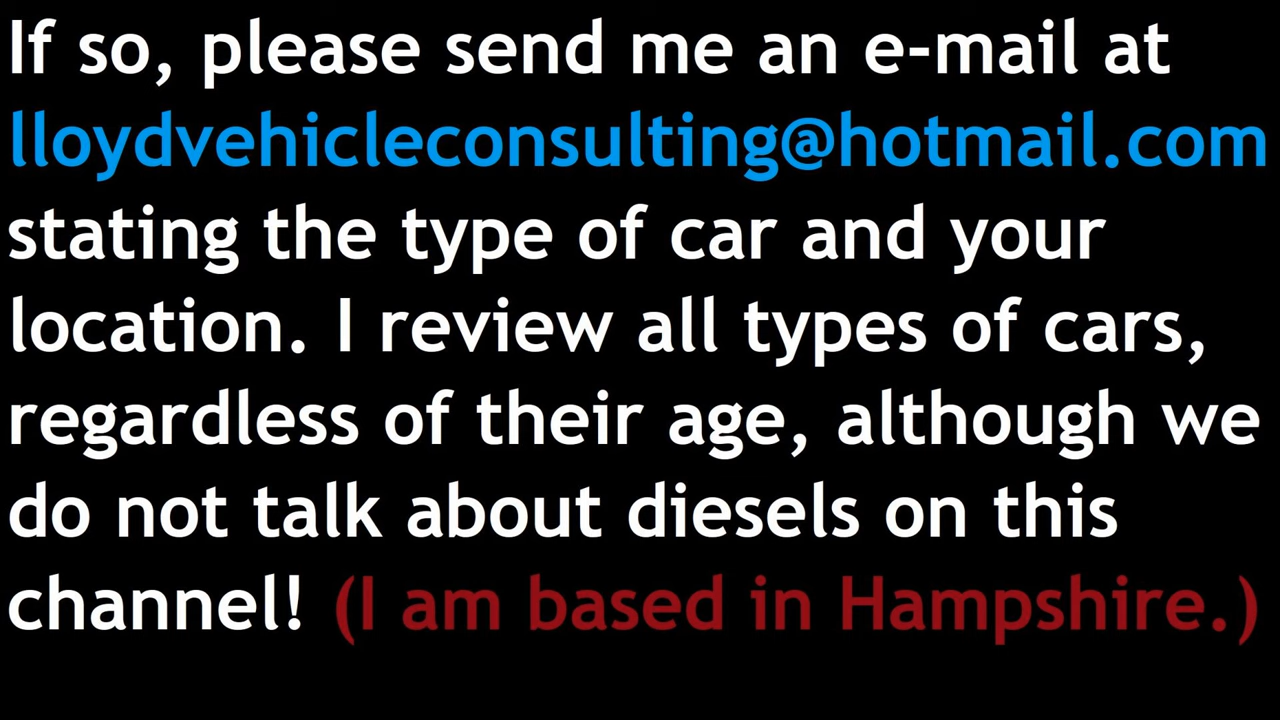 If so, please send me an e-mail at
lloydvehicleconsulting@hotmail.com
stating the type of car and your
location. I review all types of cars,
regardless of their age, although we
do not talk about diesels on this
channel! (I am based in Hampshire.)